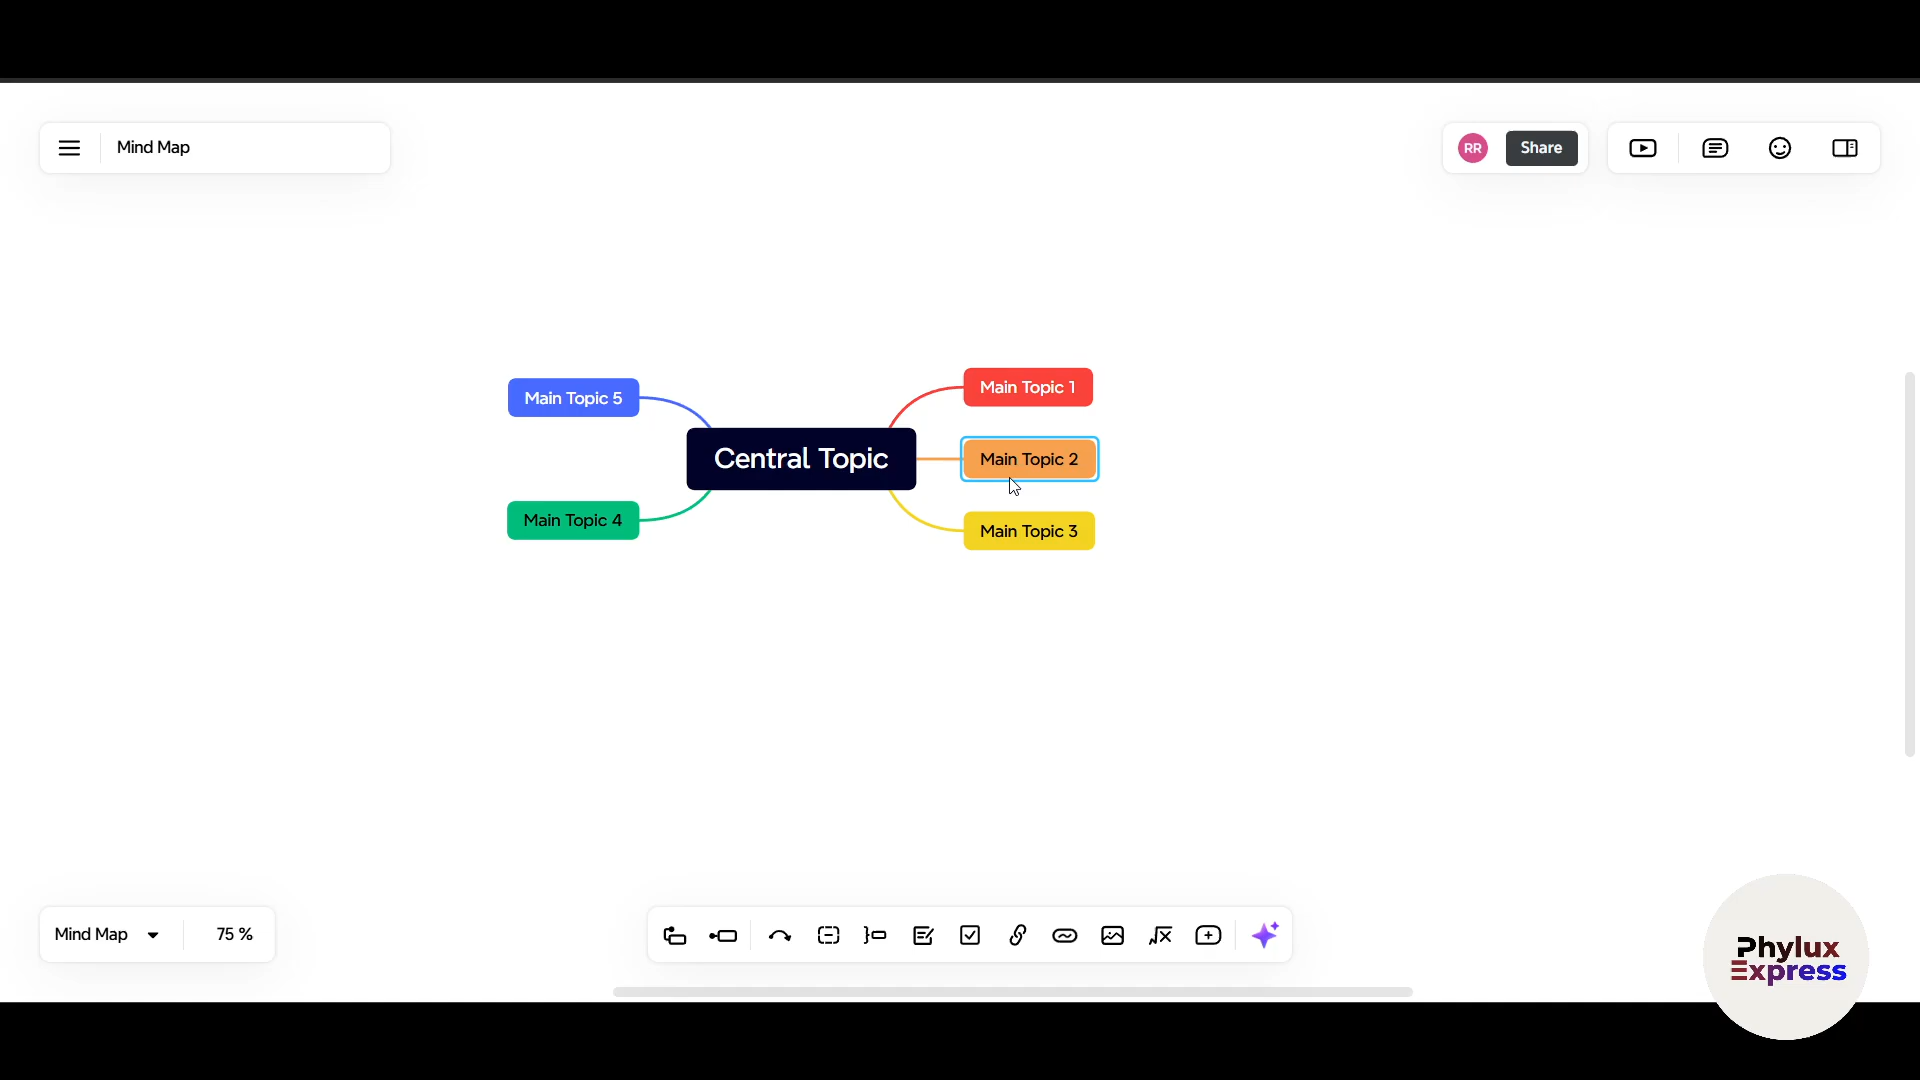 Mind Map
RR
Share
Main Topic 5
Main Topic 1
Central Topic
Main Topic 2
Main Topic 4
Main Topic 3
Mind Map
75 %
Phylux
Express